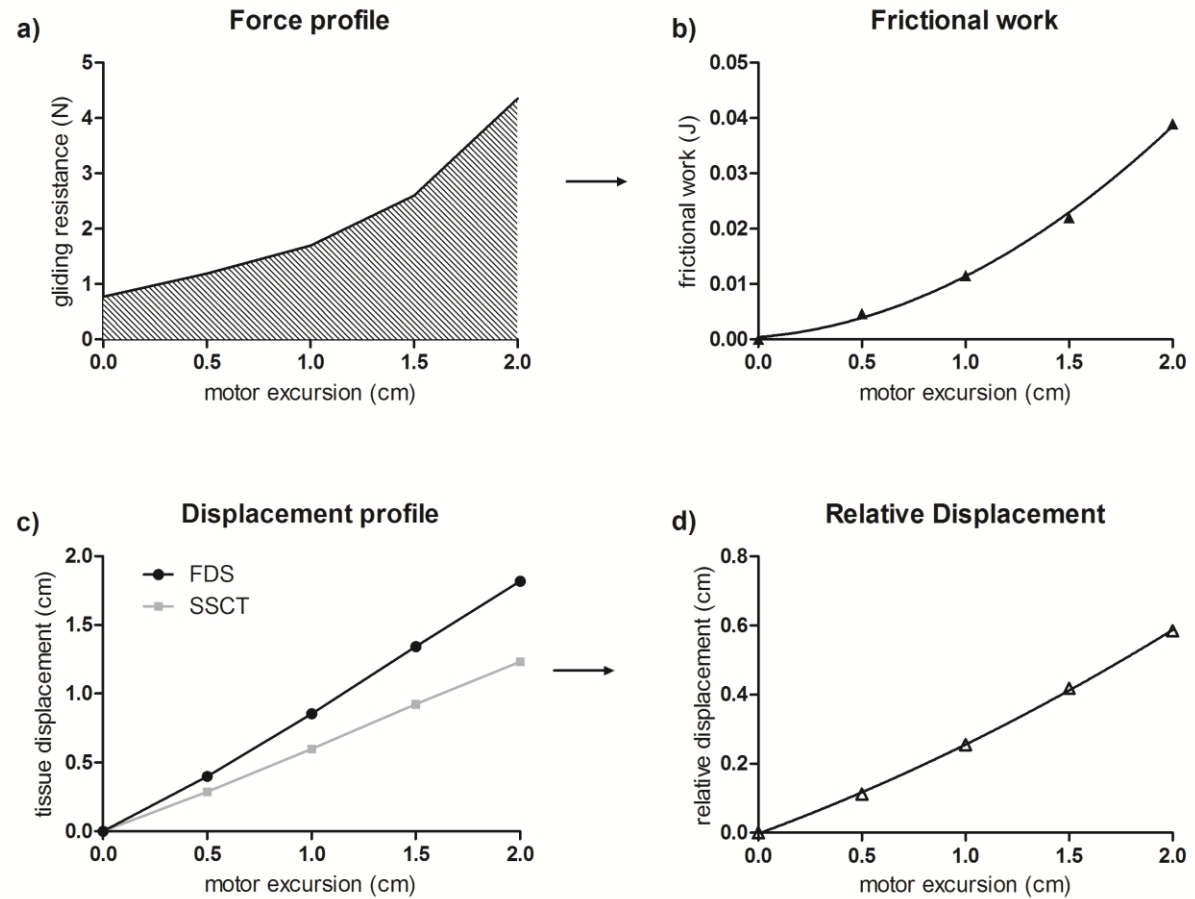 a)
Force profile
gliding resistance (N)
5
4
3
2
1
0
0.0 0.5 1.0 1.5 2.0
motor excursion (cm)
b)
Frictional work
frictional work (J)
0.05
0.04
0.03
0.02
0.01
0.00
0.0 0.5 1.0 1.5 2.0
motor excursion (cm)
c)
Displacement profile
tissue displacement (cm)
2.0
1.5
1.0
0.5
0.0
FDS
SSCT
0.0 0.5 1.0 1.5 2.0
motor excursion (cm)
d)
Relative Displacement
relative displacement (cm)
0.8
0.6
0.4
0.2
0.0
0.0 0.5 1.0 1.5 2.0
motor excursion (cm)